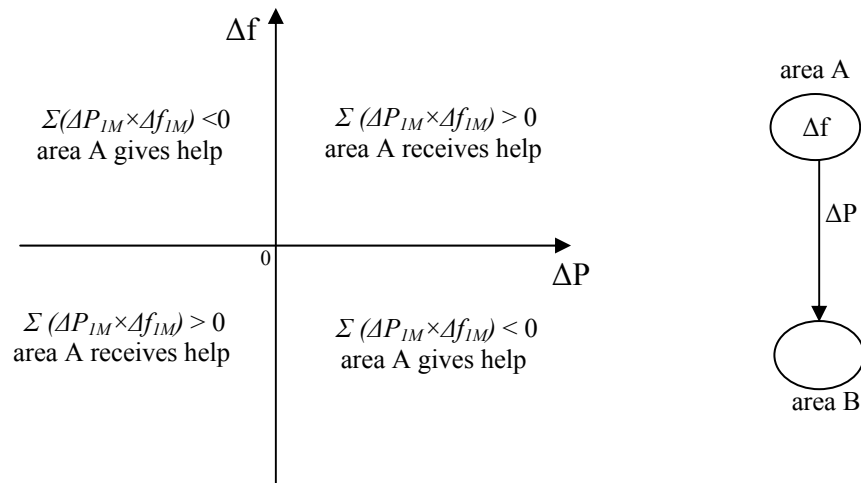 Δf
Σ(ΔP1M×Δf1M) <0
area A gives help
Σ (ΔP1M×Δf1M) > 0
area A receives help
0
ΔP
Σ (ΔP1M×Δf1M) > 0
area A receives help
Σ (ΔP1M×Δf1M) < 0
area A gives help
area A
Δf
ΔP
area B